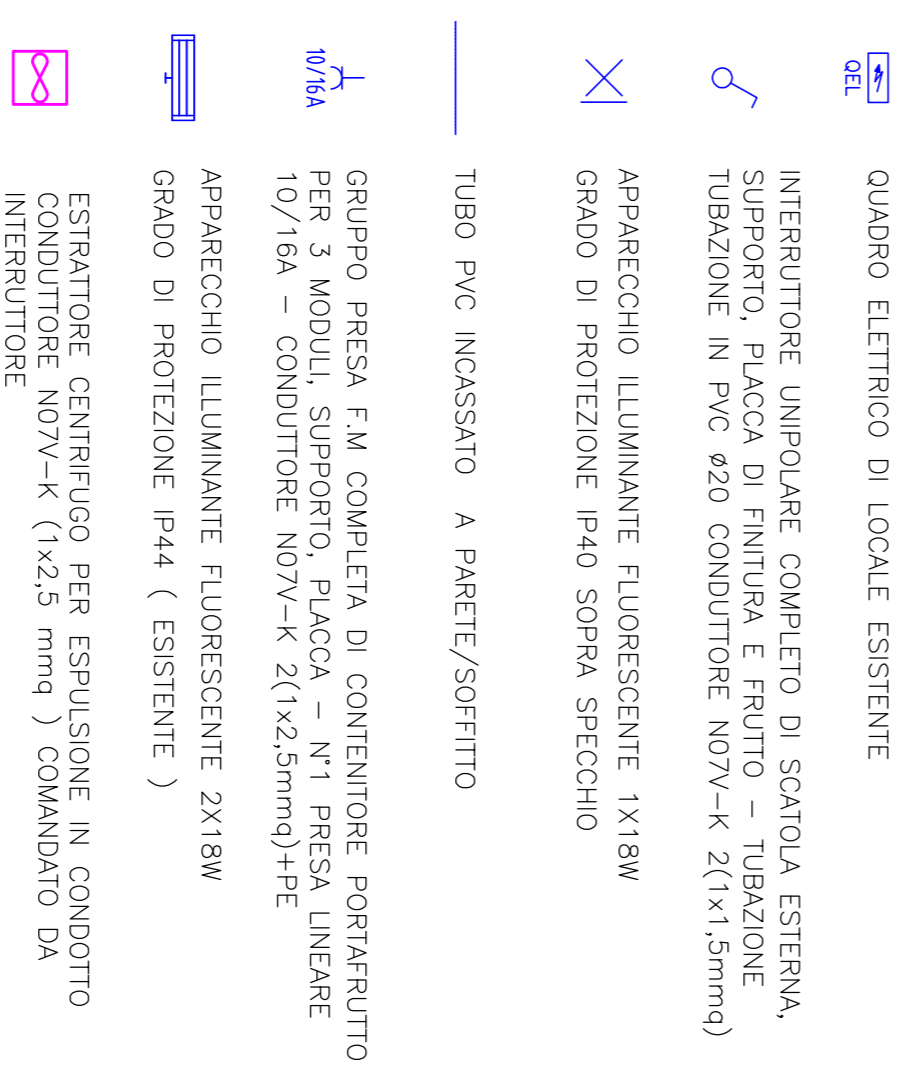 QEL
QUADRO ELETTRICO DI LOCALE ESISTENTE
INTERRUTTORE UNIPOLARE COMPLETO DI SCATOLA ESTERNA,
SUPPORTO, PLACCA DI FINITURA E FRUTTO – TUBAZIONE
TUBAZIONE IN PVC ø20 CONDUTTORE N07V–K 2(1x1,5mmq)
APPARECCHIO ILLUMINANTE FLUORESCENTE 1X18W
GRADO DI PROTEZIONE IP40 SOPRA SPECCHIO
TUBO PVC INCASSATO A PARETE/SOFFITTO
10/16A
GRUPPO PRESA F.M COMPLETA DI CONTENITORE PORTAFRUTTO
PER 3 MODULI, SUPPORTO, PLACCA – N°1 PRESA LINEARE
10/16A – CONDUTTORE N07V–K 2(1x2,5mmq)+PE
APPARECCHIO ILLUMINANTE FLUORESCENTE 2X18W
GRADO DI PROTEZIONE IP44 ( ESISTENTE )
ESTRATTORE CENTRIFUGO PER ESPULSIONE IN CONDOTTO
CONDUTTORE N07V–K (1x2,5 mmq ) COMANDATO DA
INTERRUTTORE